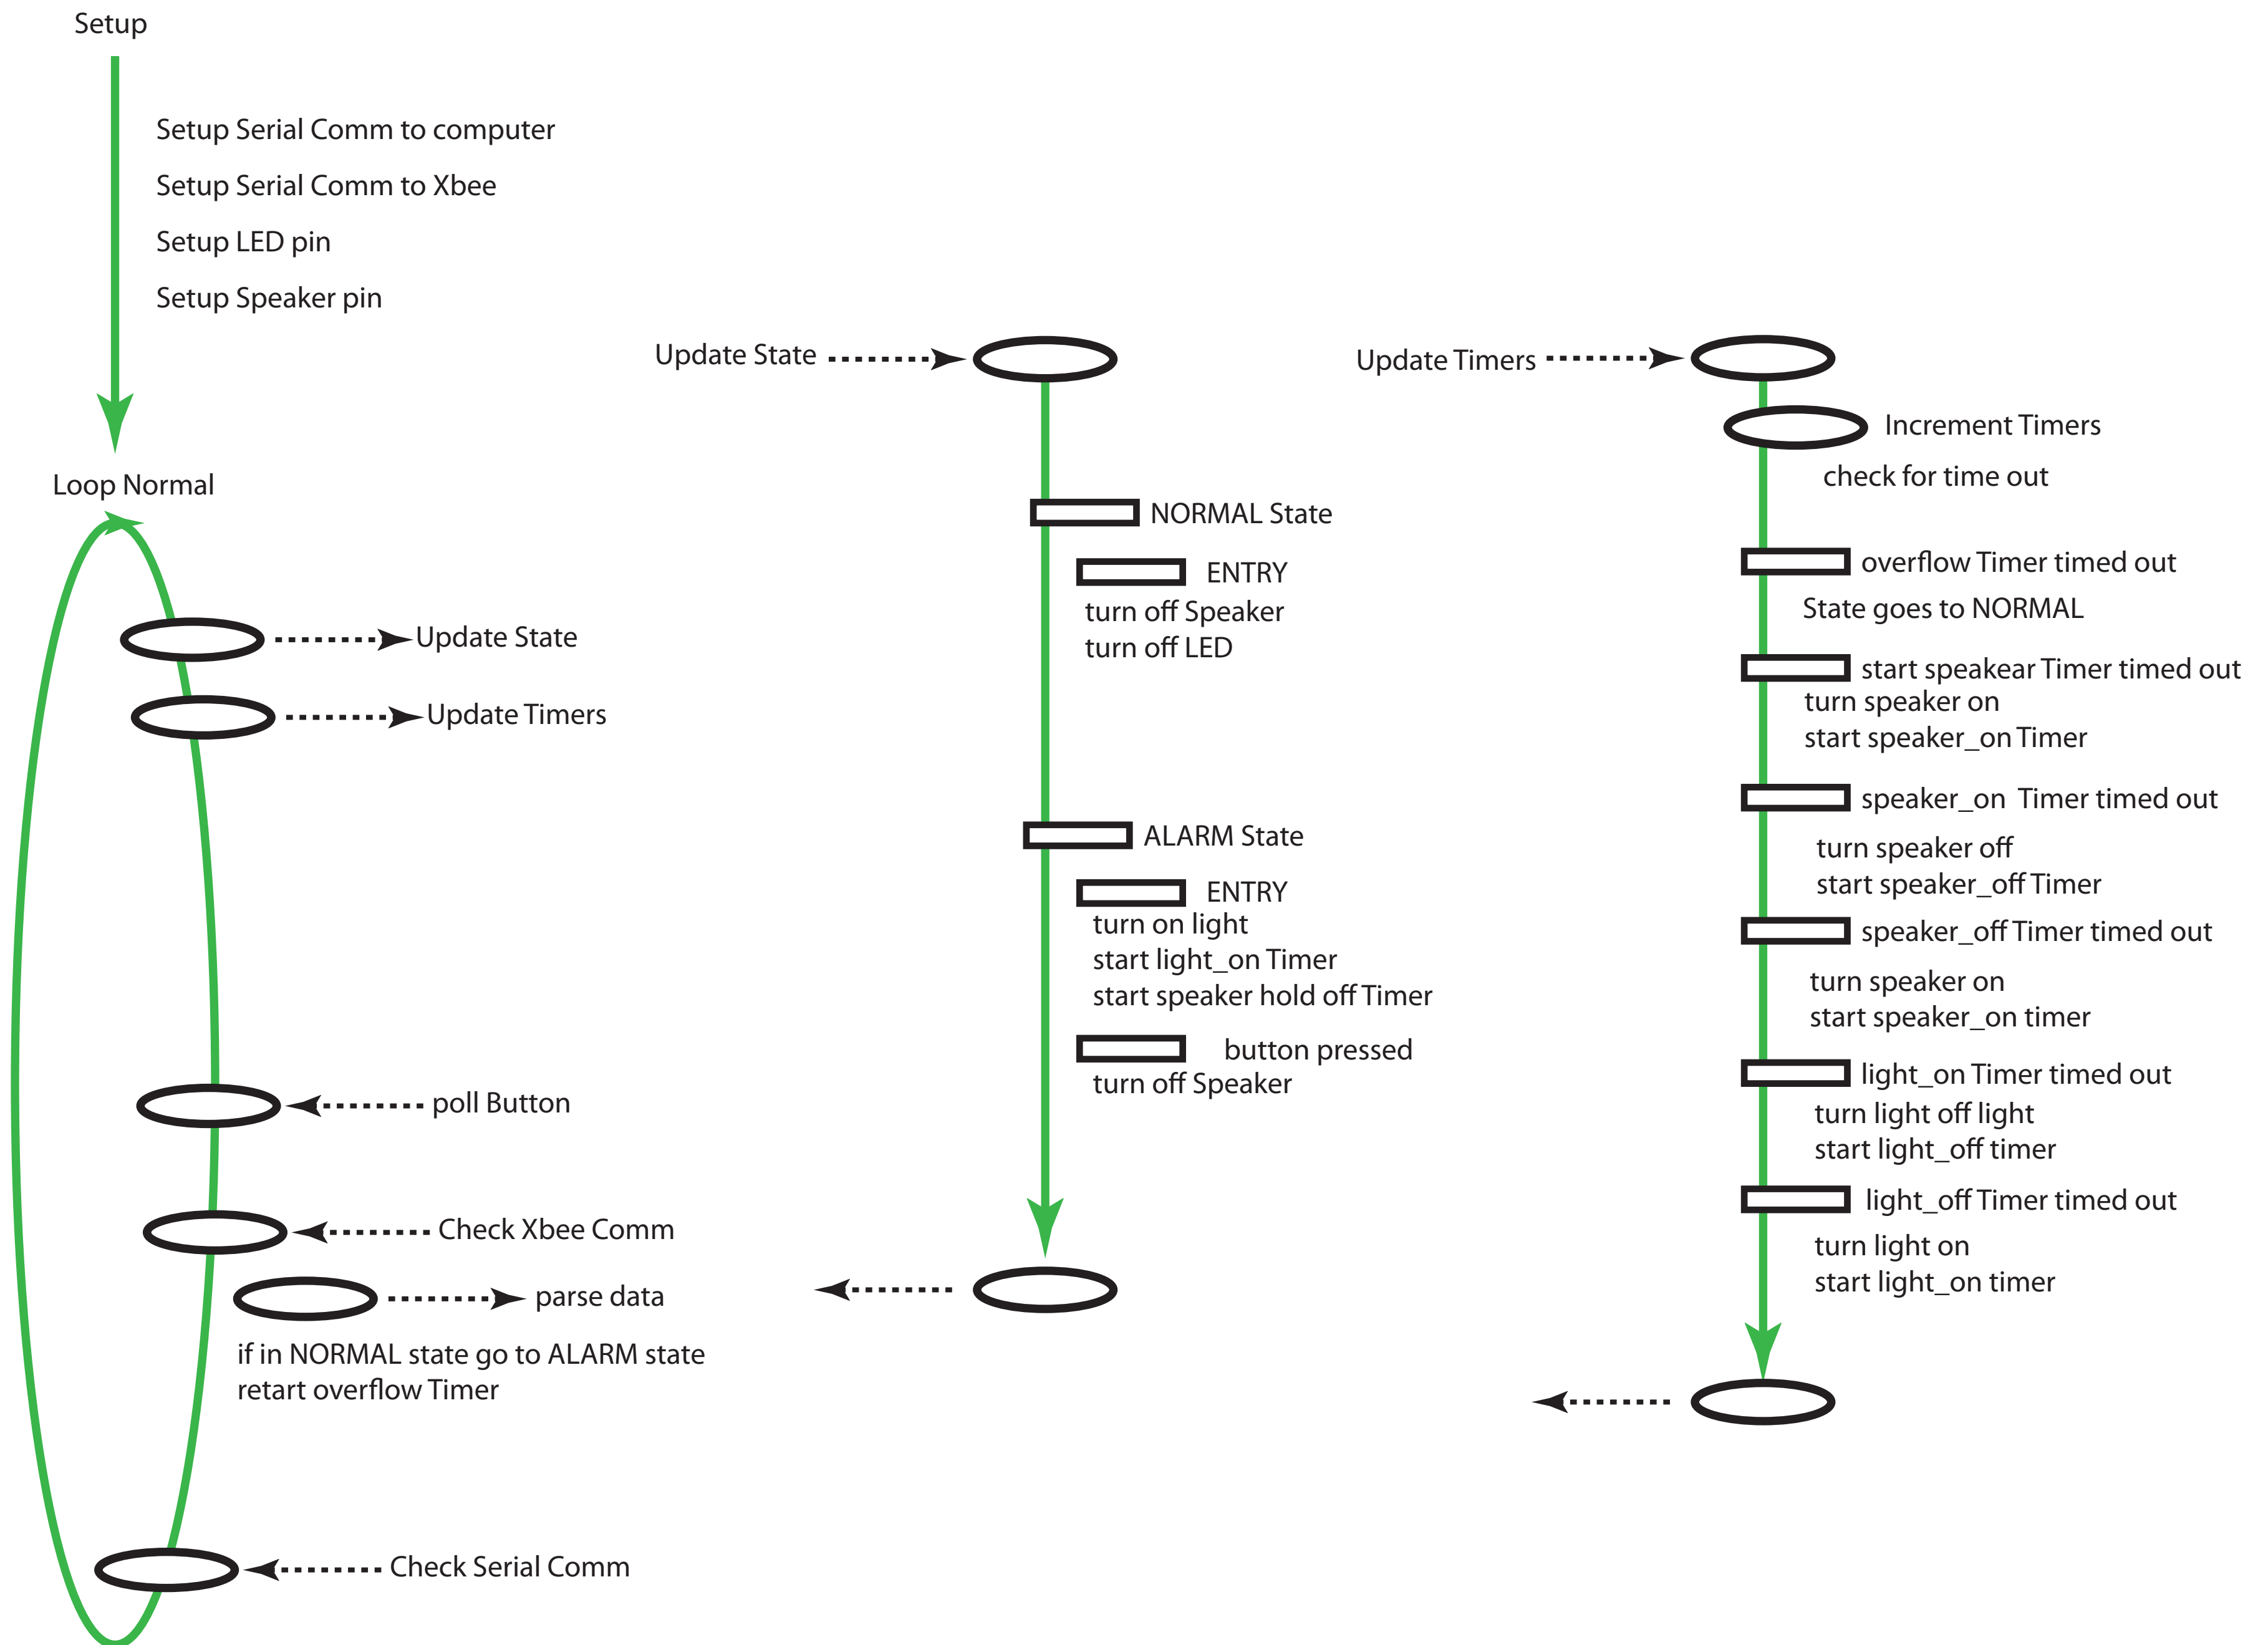 Setup
Setup Serial Comm to computer
Setup Serial Comm to Xbee
Setup LED pin
Setup Speaker pin
Loop Normal
Update State
Update Timers
poll Button
Check Xbee Comm
parse data
if in NORMAL state go to ALARM state
retart overflow Timer
Check Serial Comm
Update State
NORMAL State
ENTRY
turn off Speaker
turn off LED
ALARM State
ENTRY
turn on light
start light_on Timer
start speaker hold off Timer
button pressed
turn off Speaker
Update Timers
Increment Timers
check for time out
overflow Timer timed out
State goes to NORMAL
start speakear Timer timed out
turn speaker on
start speaker_on Timer
speaker_on Timer timed out
turn speaker off
start speaker_off Timer
speaker_off Timer timed out
turn speaker on
start speaker_on timer
light_on Timer timed out
turn light off light
start light_off timer
light_off Timer timed out
turn light on
start light_on timer